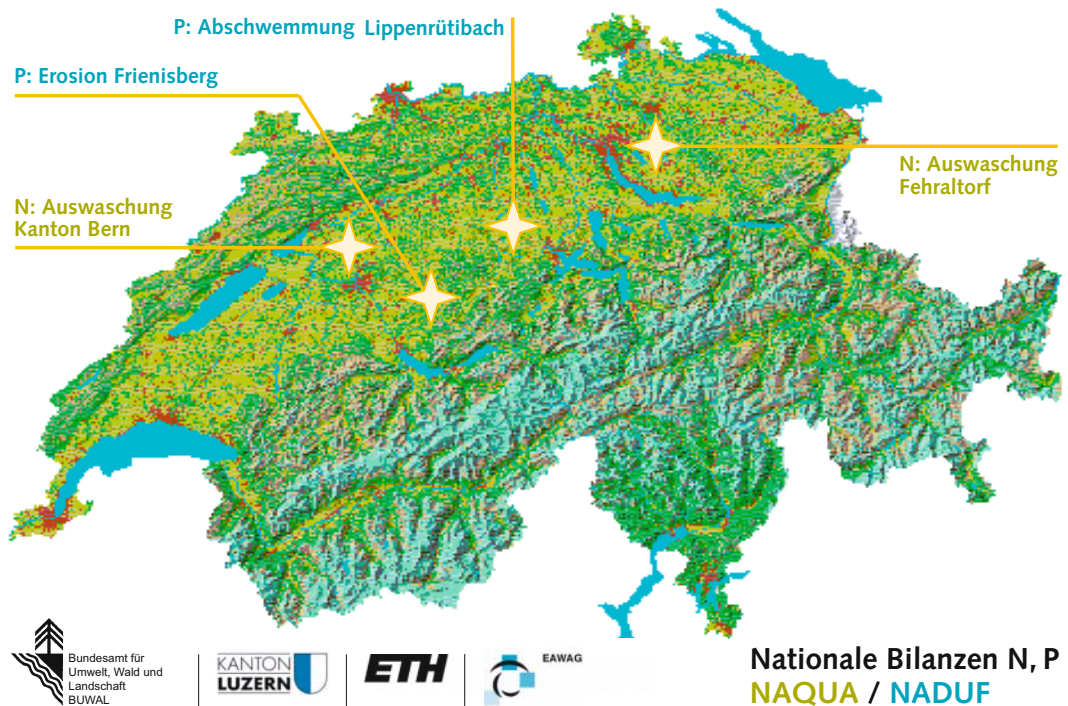 P: Abschwemmung Lippenrütibach
P: Erosion Frienisberg
N: Auswaschung
Fehraltorf
N: Auswaschung
Kanton Bern
Bundesamt für
Umwelt, Wald und
Landschaft
BUWAL
KANTON
LUZERN
ETH
EAWAG
Nationale Bilanzen N, P
NAQUA / NADUF